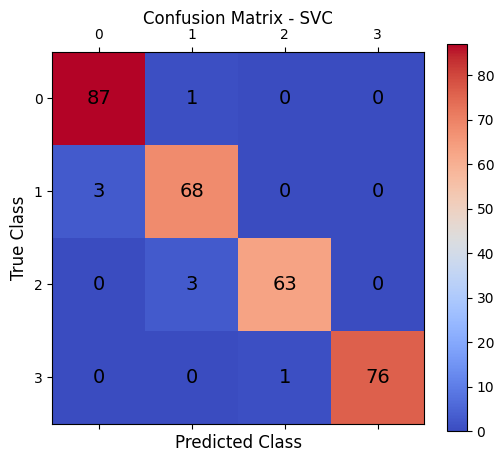 Confusion Matrix - SVC
0 1 2 3
0 87 1 0 0
1 3 68 0 0
2 0 3 63 0
3 0 0 1 76
True Class
Predicted Class
80
70
60
50
40
30
20
10
0